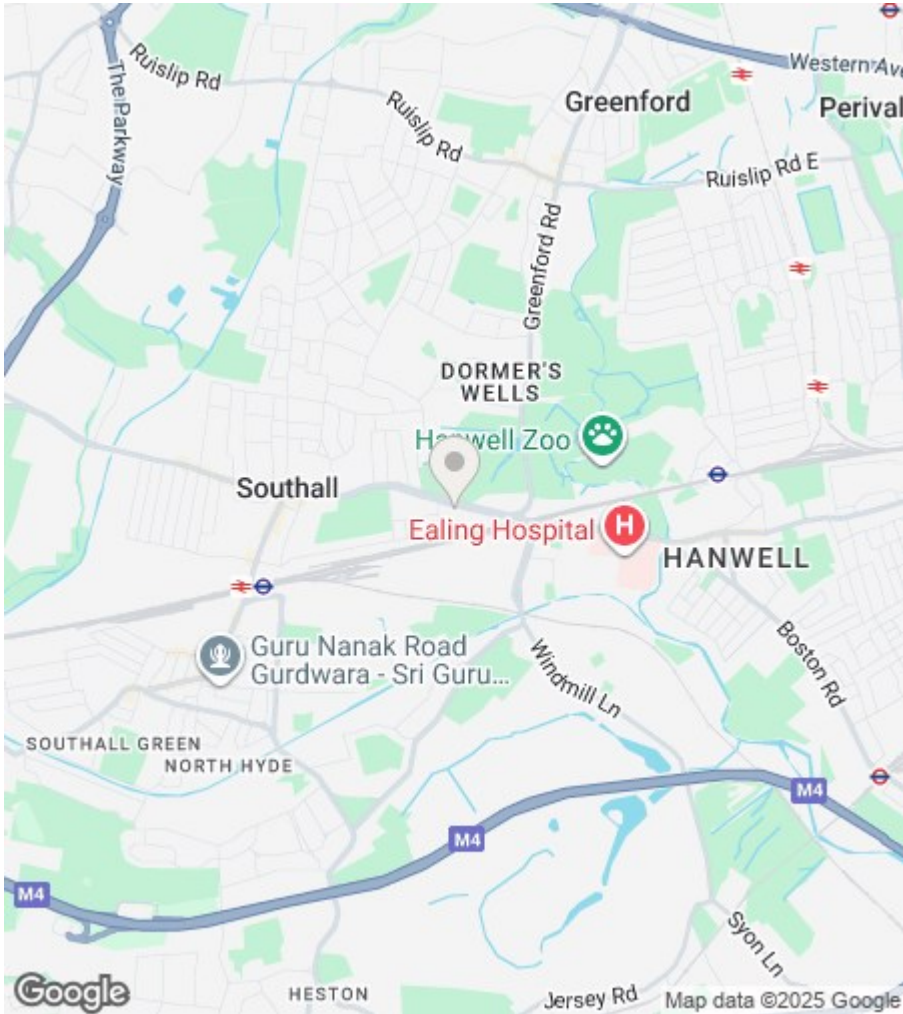 Ruislip Rd
The Parkway
Greenford
Western Ave
Perival
Ruislip Rd
Ruislip Rd E
Greenford Rd
DORMER'S
WELLS
Hanwell Zoo
Southall
Ealing Hospital
H
HANWELL
Guru Nanak Road
Gurdwara - Sri Guru...
Windmill Ln
Boston Rd
SOUTHALL GREEN
NORTH HYDE
M4
M4
M4
Syon Ln
Google
HESTON
Jersey Rd
Map data ©2025 Google